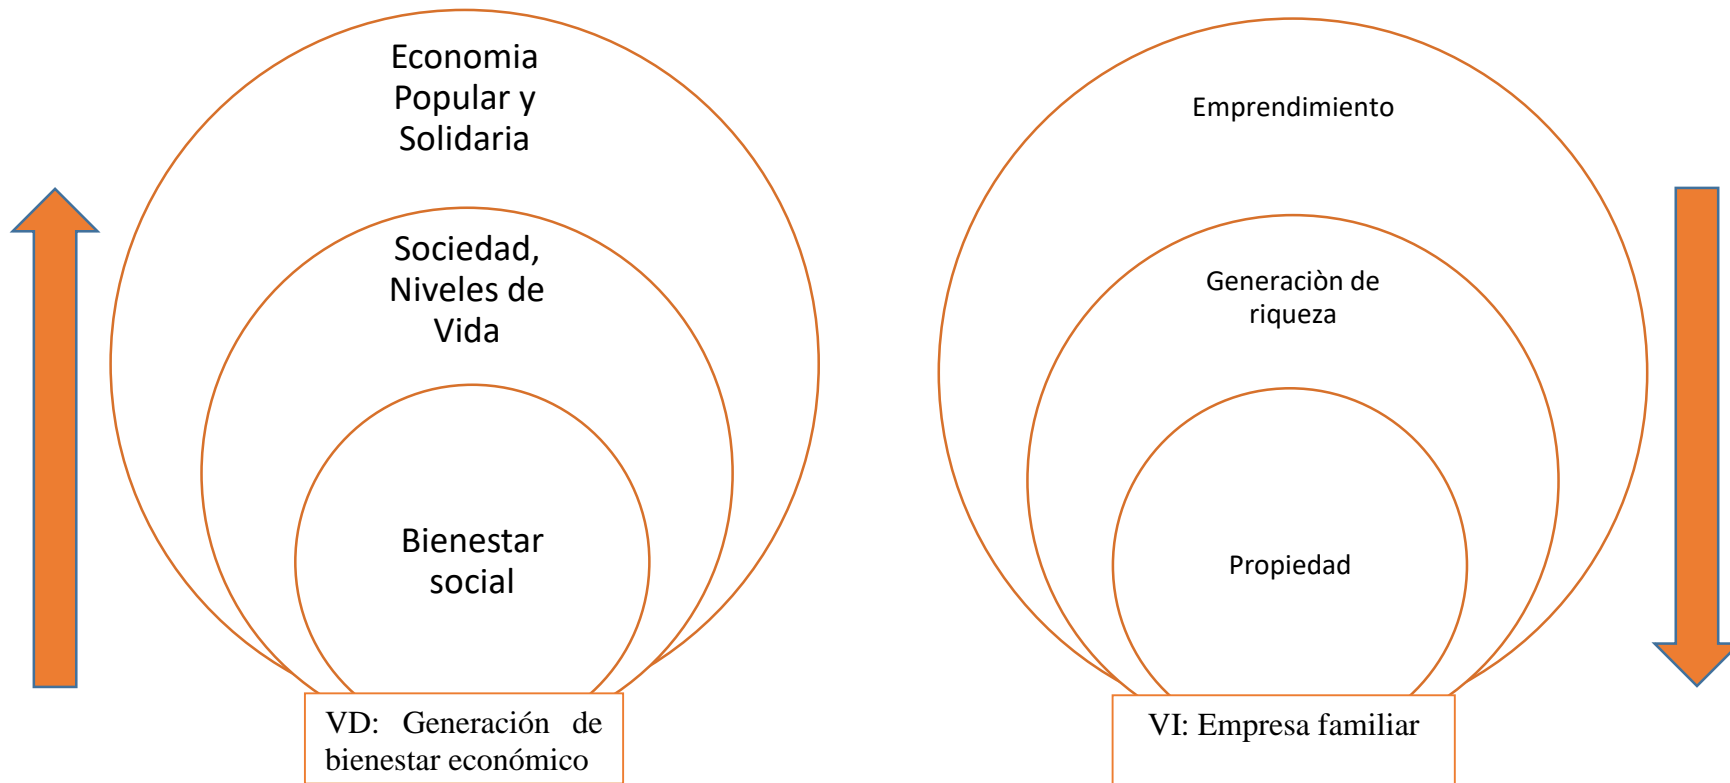 Economia
Popular y
Solidaria
Sociedad,
Niveles de
Vida
Bienestar
social
VD: Generación de
bienestar económico
Emprendimiento
Generaciòn de
riqueza
Propiedad
VI: Empresa familiar